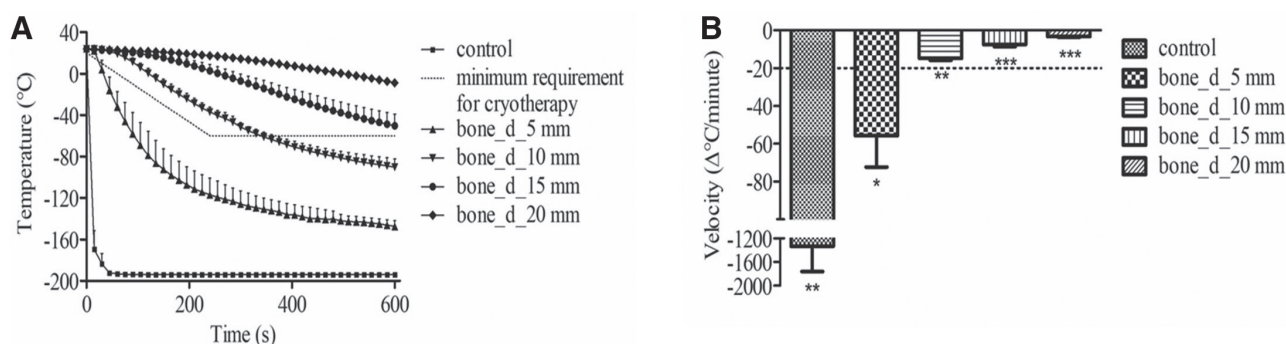 A
Temperature (°C)
40
0
-40
-80
-120
-160
-200
0
200
400
600
Time (s)
control
minimum requirement
for cryotherapy
bone_d_5 mm
bone_d_10 mm
bone_d_15 mm
bone_d_20 mm
B
Velocity (Δ°C/minute)
0
-20
-40
-60
-80
-1200
-1600
-2000
**
*
**
***
***
control
bone_d_5 mm
bone_d_10 mm
bone_d_15 mm
bone_d_20 mm